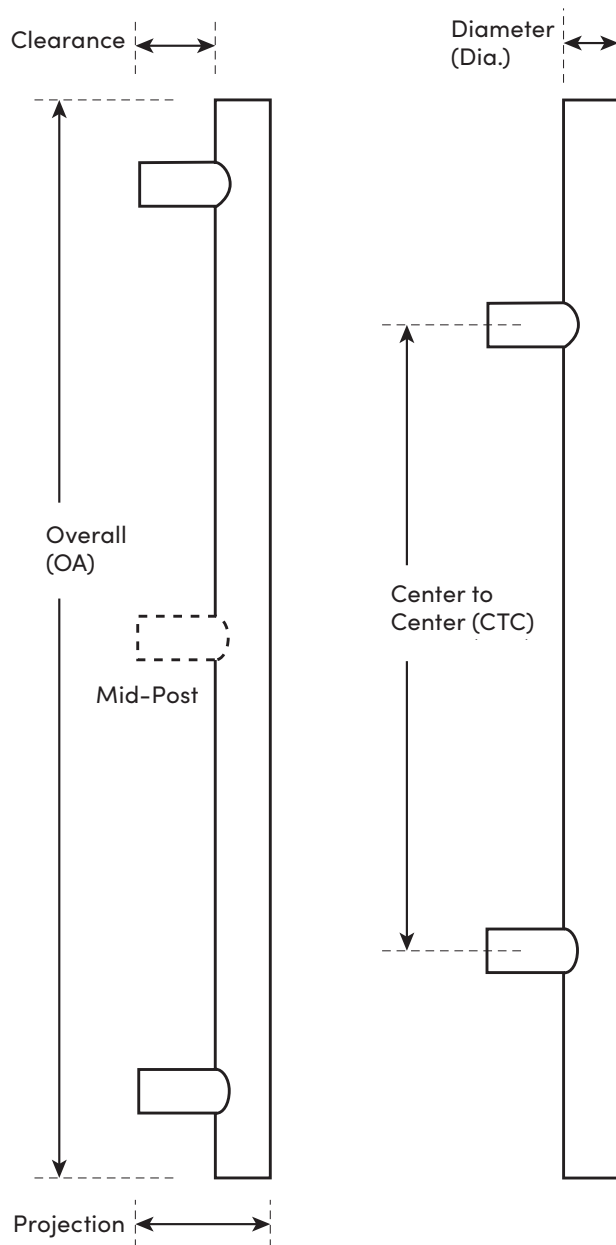 Clearance
Diameter
(Dia.)
Overall
(OA)
Center to
Center (CTC)
Mid-Post
Projection